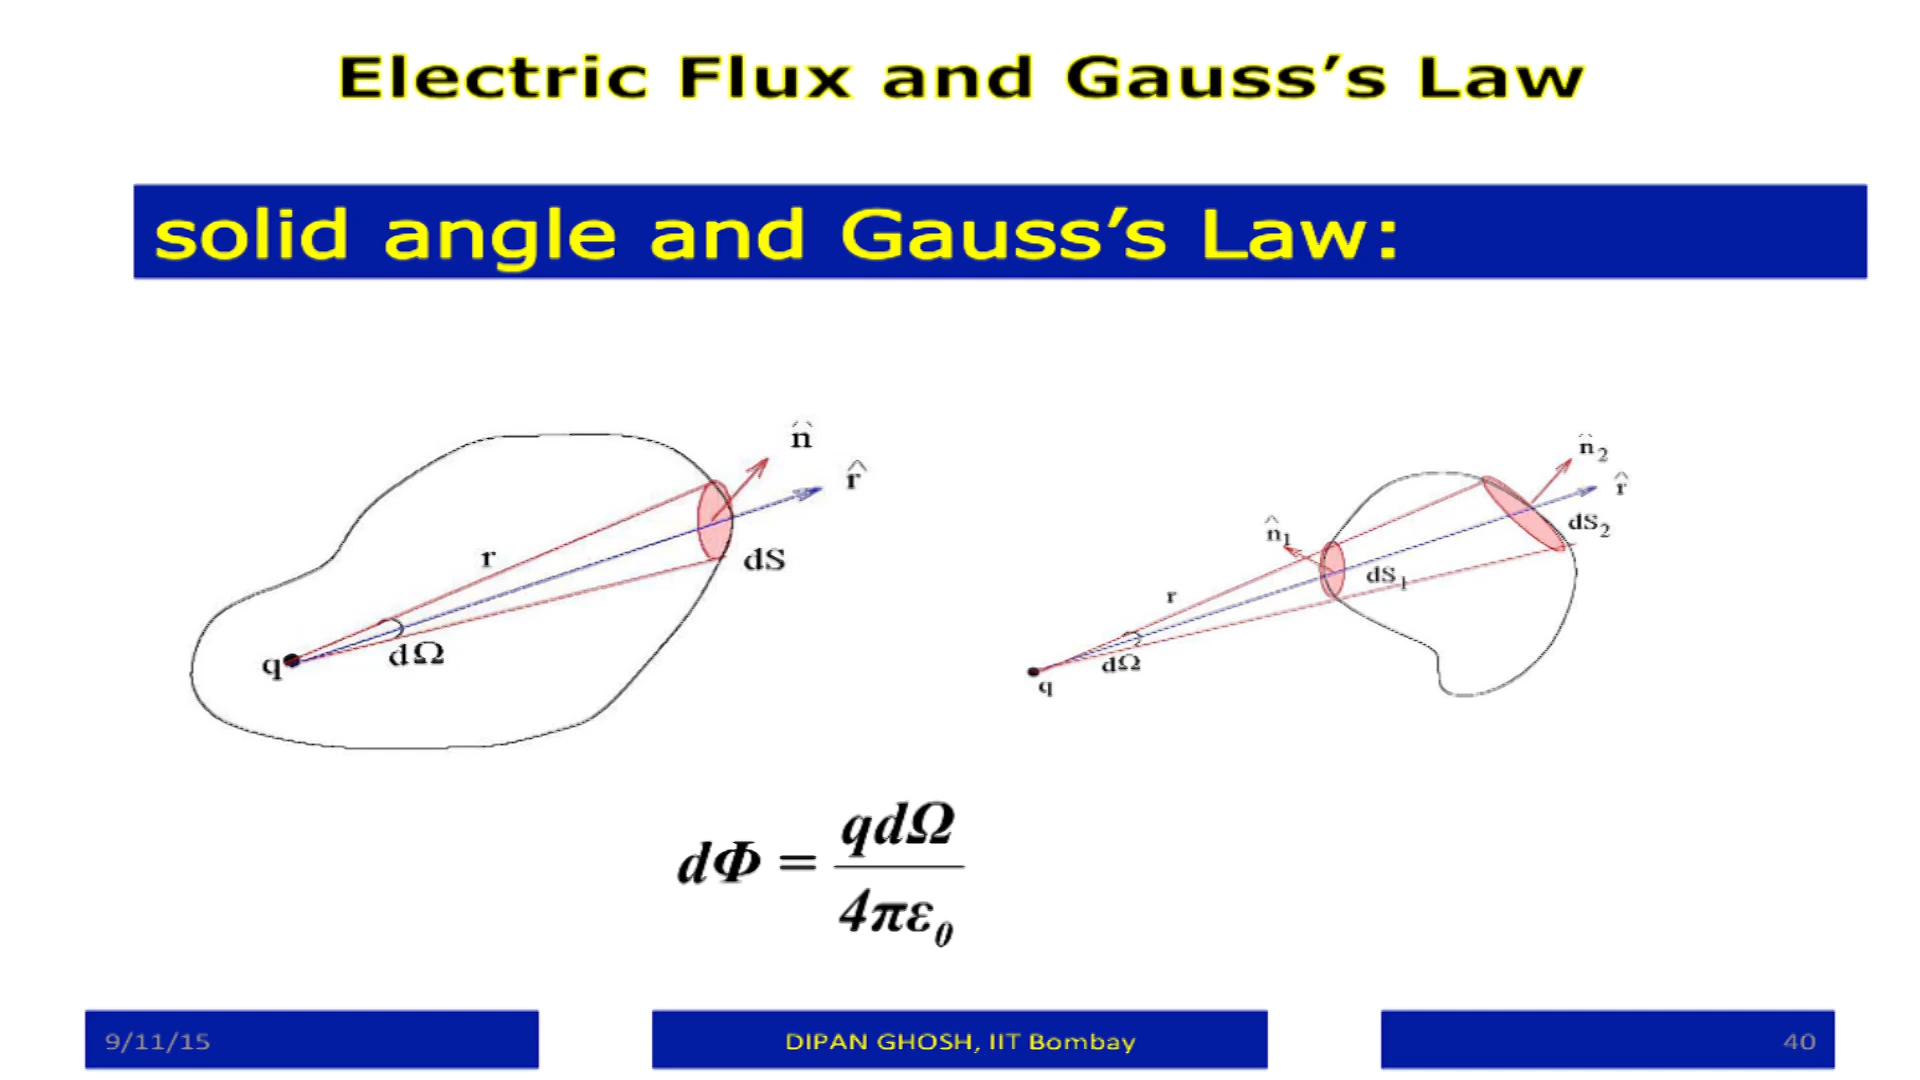 Electric Flux and Gauss’s Law
solid angle and Gauss’s Law:
n̂
r̂
r
dS
q
dΩ
n̂₂
r̂
dS₂
n̂₁
dS₁
r
dΩ
q
dΦ = qdΩ / 4πε₀
9/11/15
DIPAN GHOSH, IIT Bombay
40